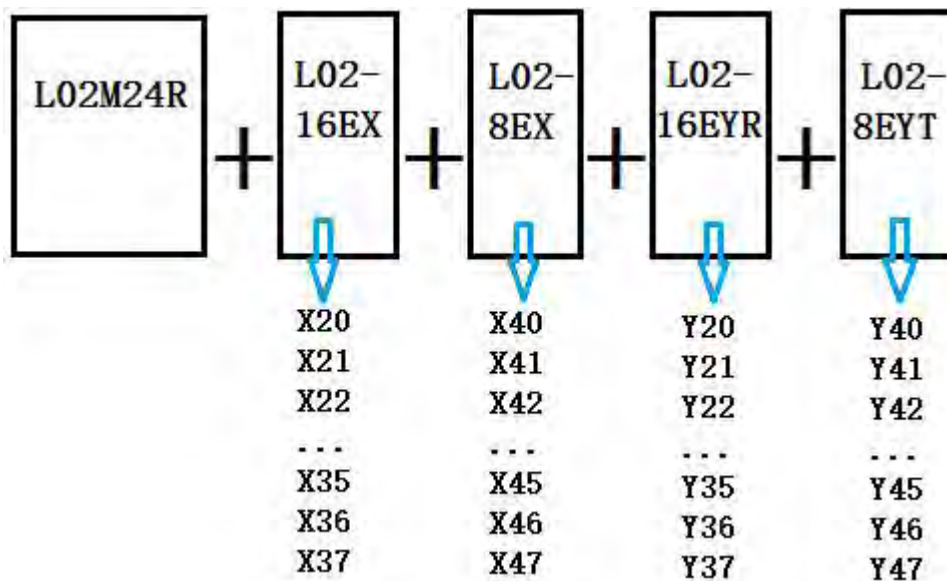 L02M24R
L02-
16EX
L02-
8EX
L02-
16EYR
L02-
8EYT
X20
X21
X22
...
X35
X36
X37
X40
X41
X42
...
X45
X46
X47
Y20
Y21
Y22
...
Y35
Y36
Y37
Y40
Y41
Y42
...
Y45
Y46
Y47